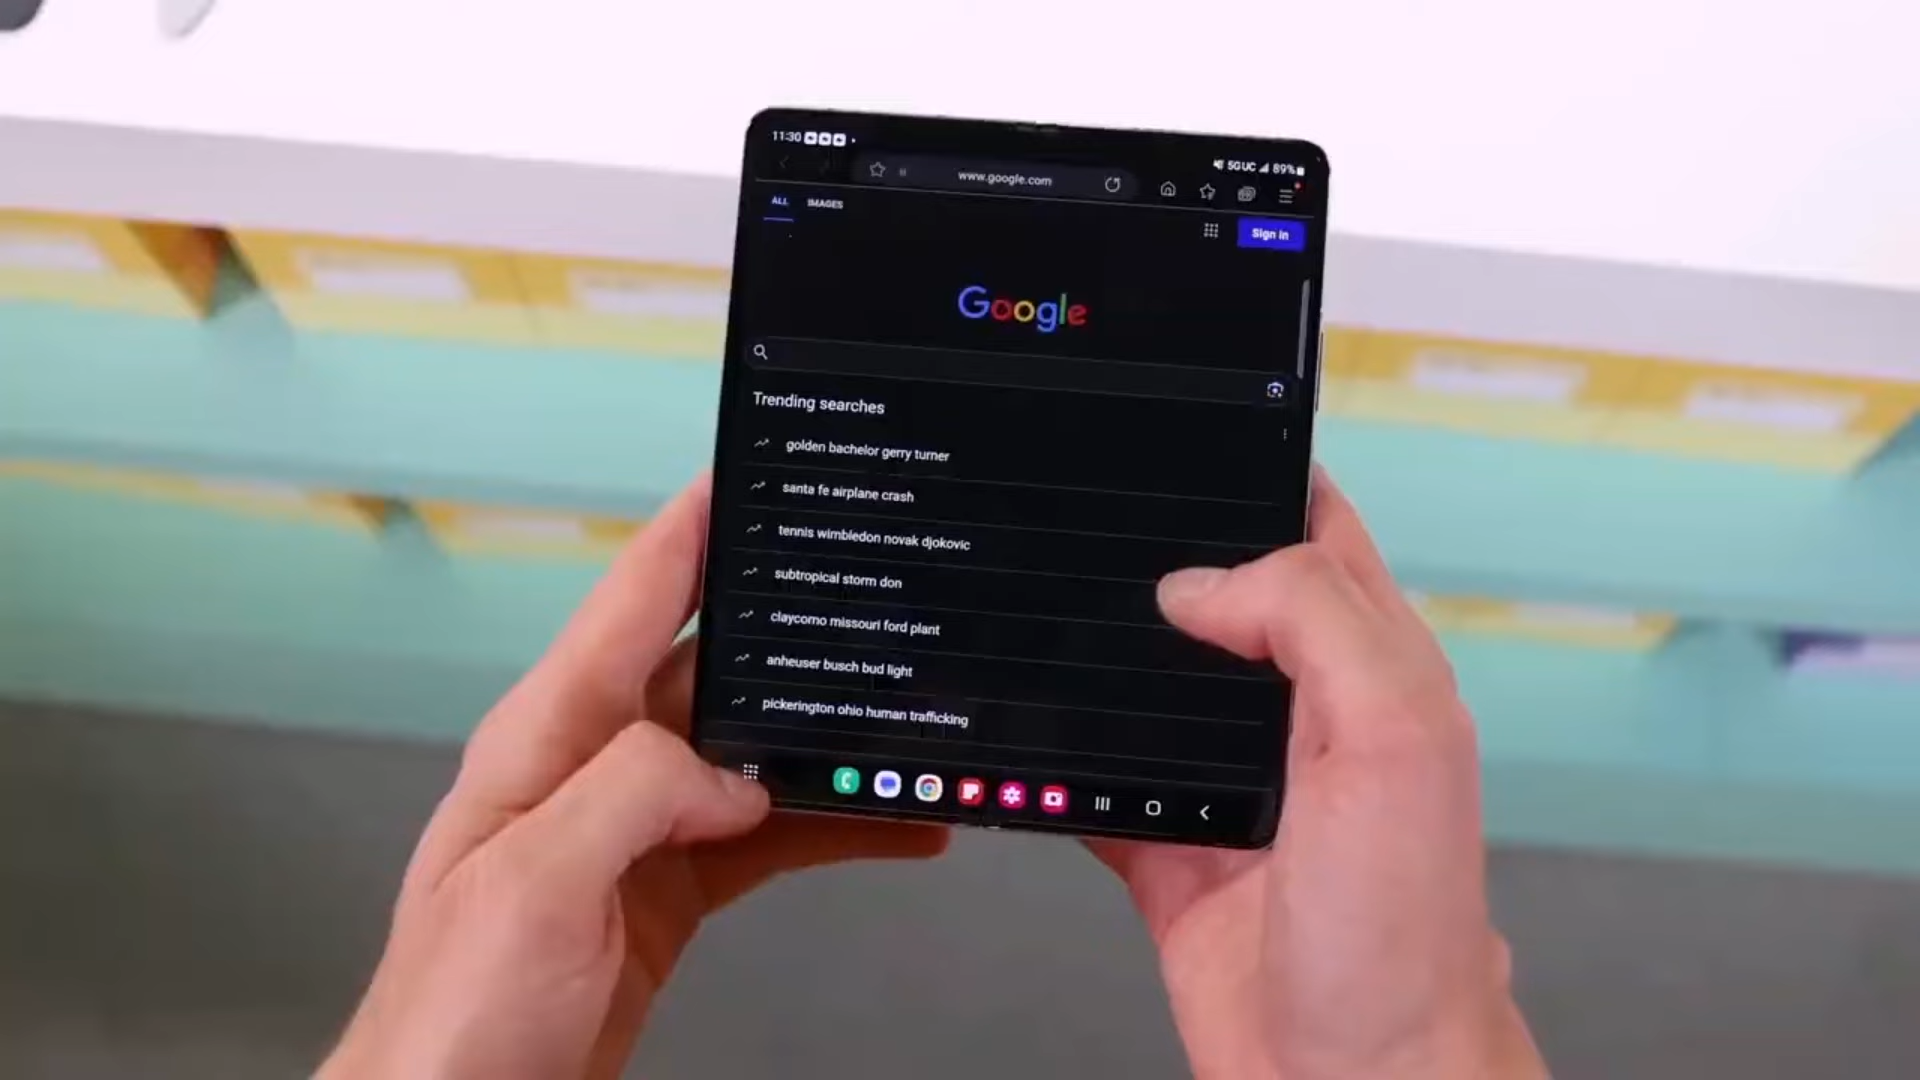 11:30
5G UC 89%
www.google.com
ALL IMAGES
Sign in
Google
Trending searches
golden bachelor gerry turner
santa fe airplane crash
tennis wimbledon novak djokovic
subtropical storm don
claycomo missouri ford plant
anheuser busch bud light
pickerington ohio human trafficking